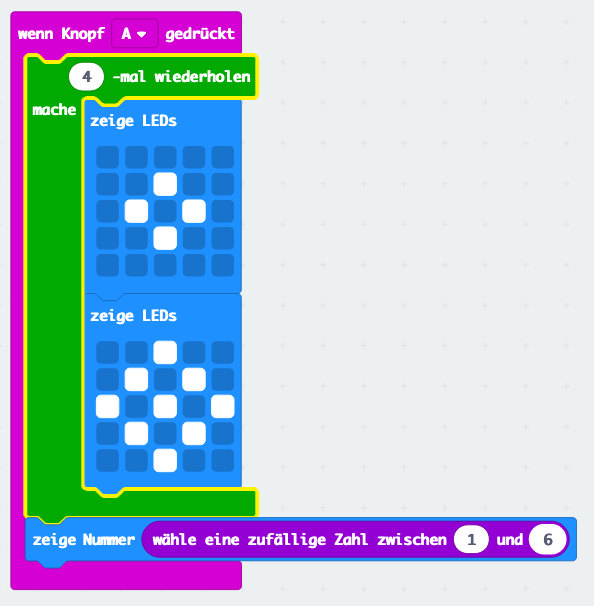 wenn Knopf A gedrückt
4 -mal wiederholen
mache
zeige LEDs
zeige LEDs
zeige Nummer wähle eine zufällige Zahl zwischen 1 und 6